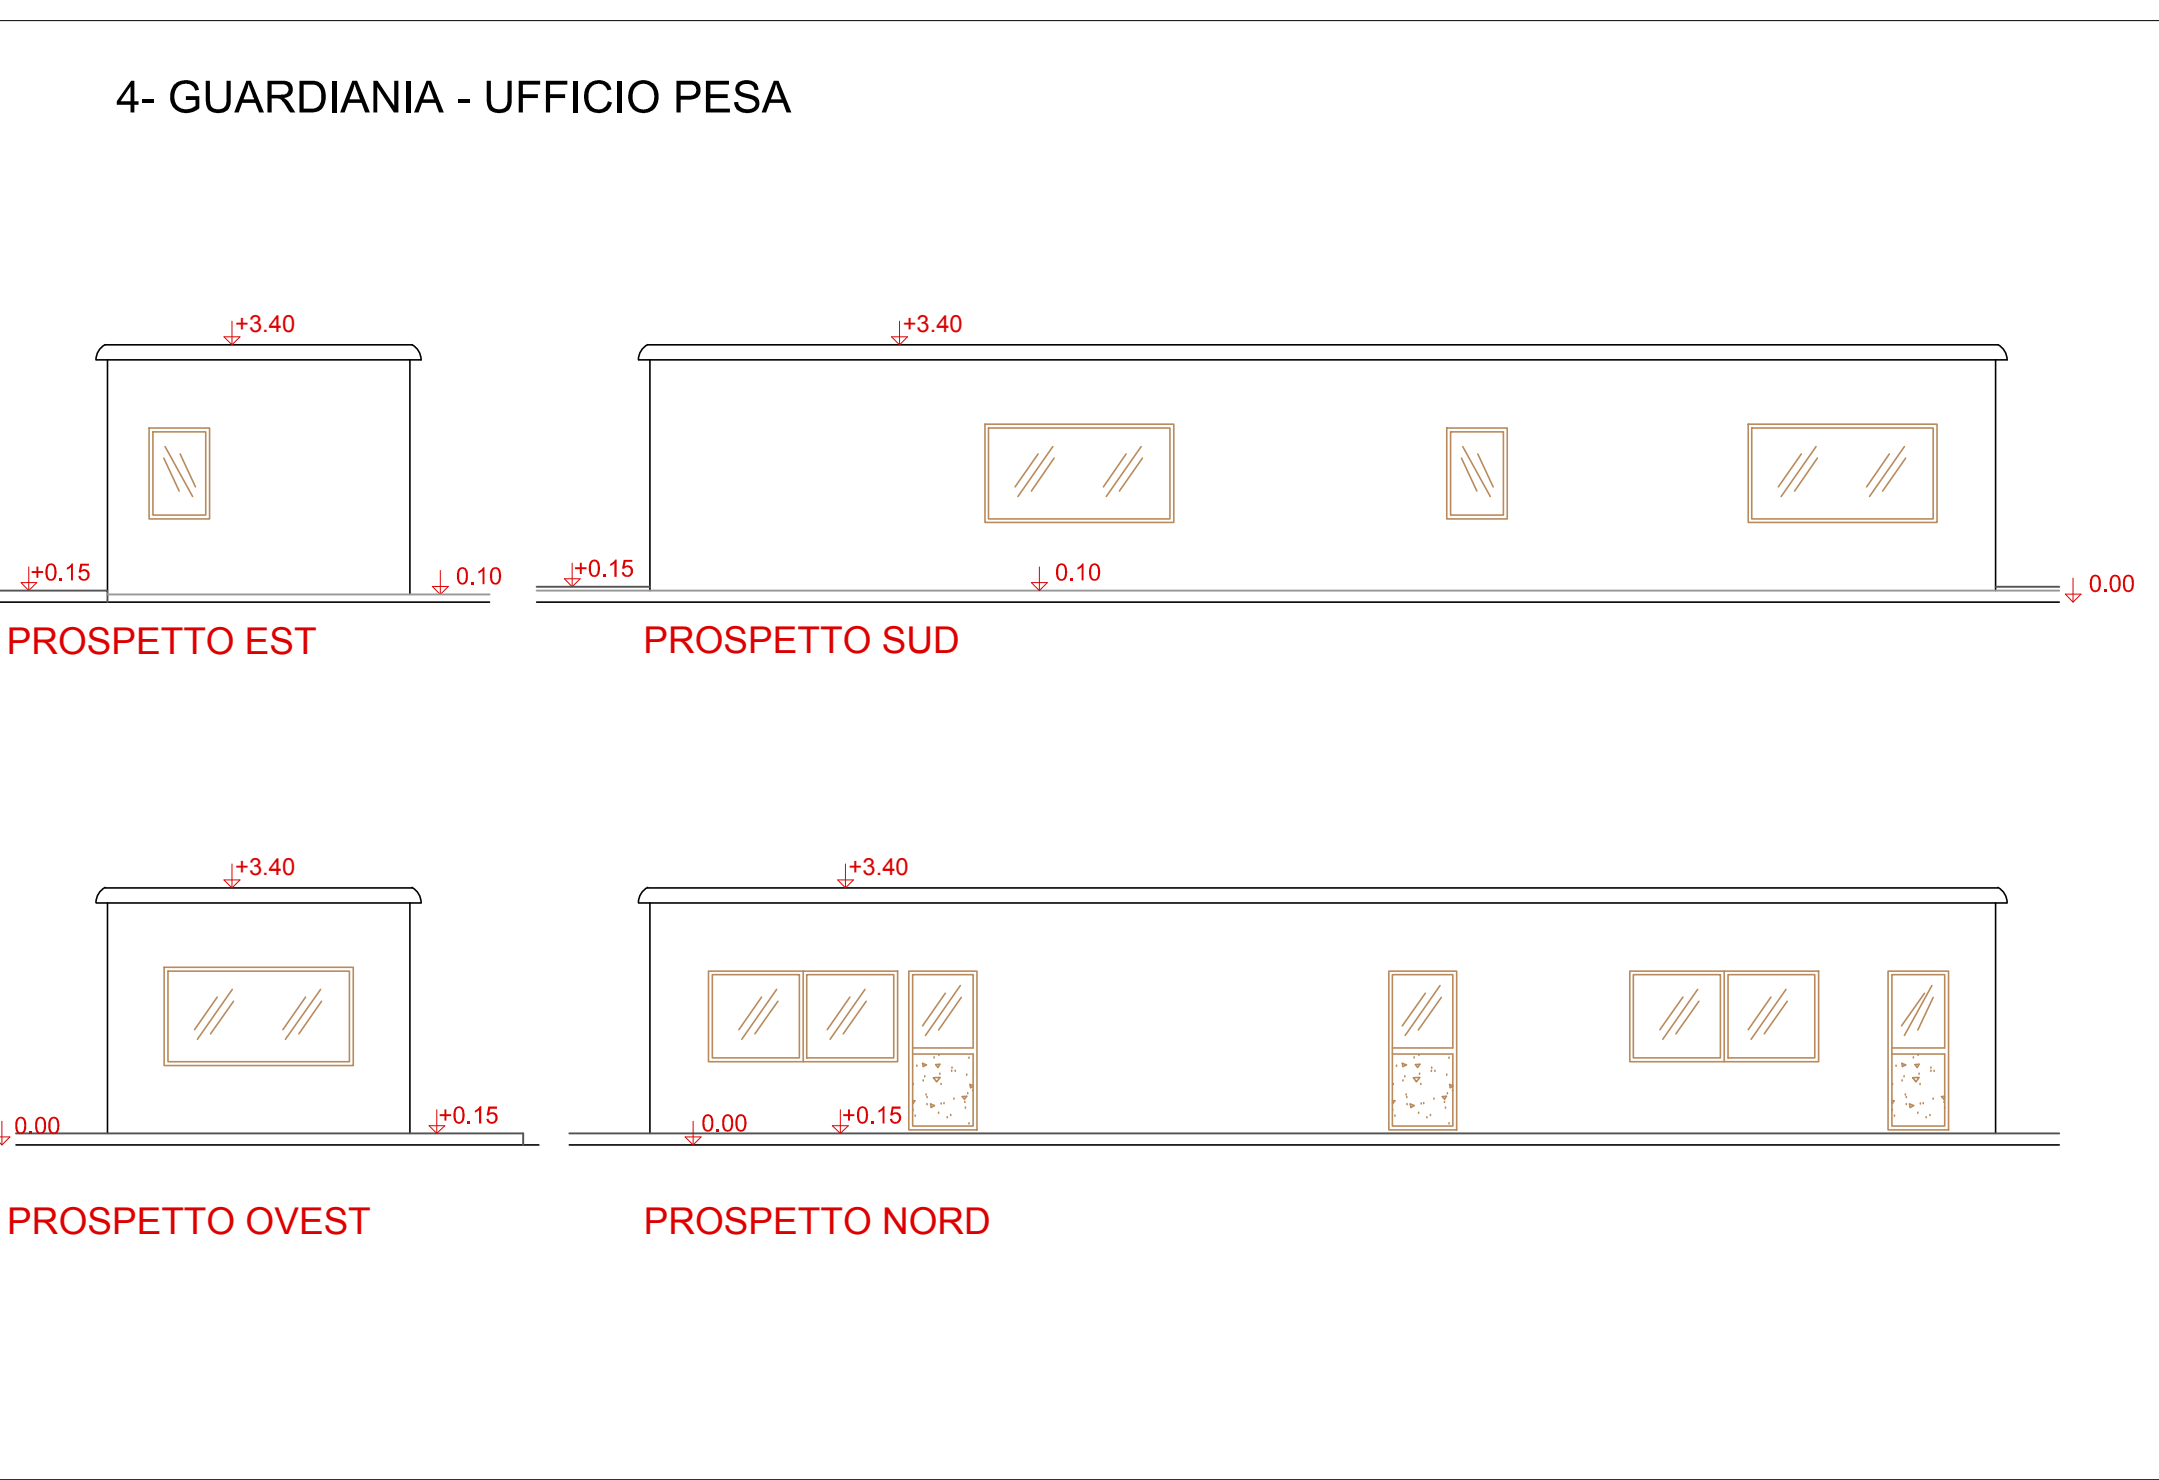 4- GUARDIANIA - UFFICIO PESA
+3.40
+3.40
+0.15
0.10
+0.15
0.10
0.00
PROSPETTO EST
PROSPETTO SUD
+3.40
+3.40
0.00
+0.15
0.00
+0.15
PROSPETTO OVEST
PROSPETTO NORD